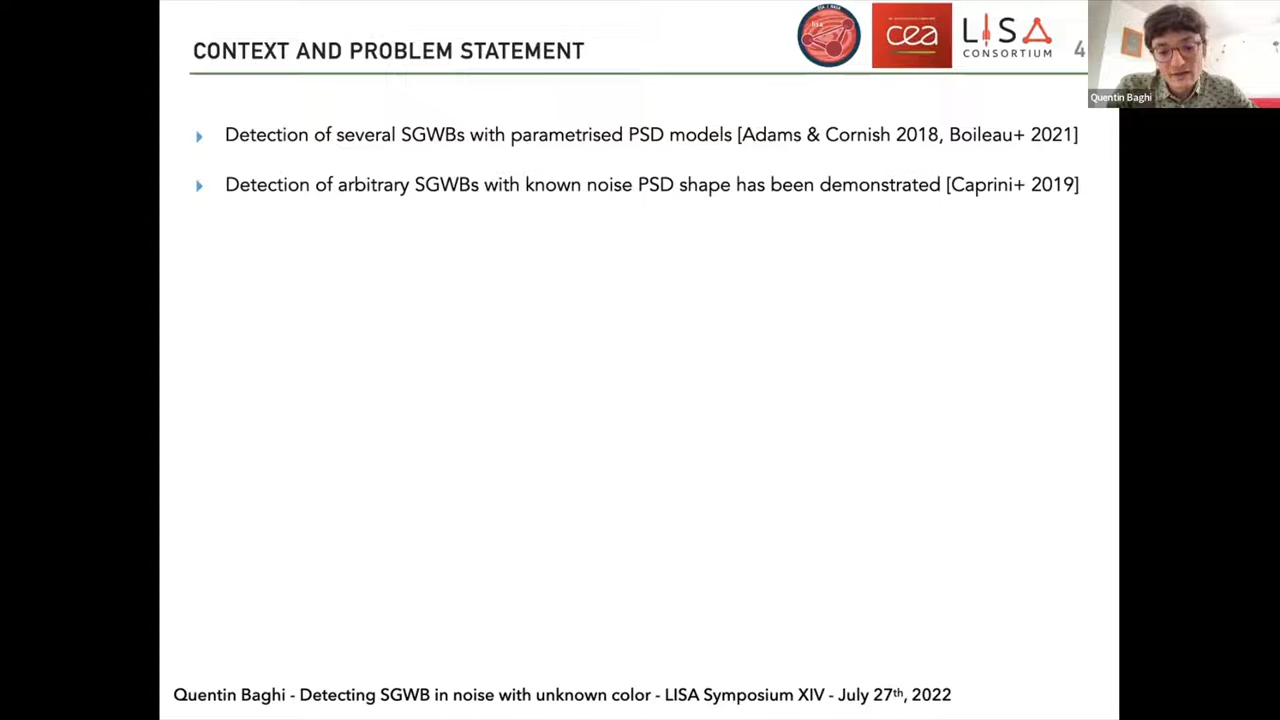 CONTEXT AND PROBLEM STATEMENT
lisa
cea
LISA
CONSORTIUM
4
Quentin Baghi
Detection of several SGWBs with parametrised PSD models [Adams & Cornish 2018, Boileau+ 2021]
Detection of arbitrary SGWBs with known noise PSD shape has been demonstrated [Caprini+ 2019]
Quentin Baghi - Detecting SGWB in noise with unknown color - LISA Symposium XIV - July 27th, 2022